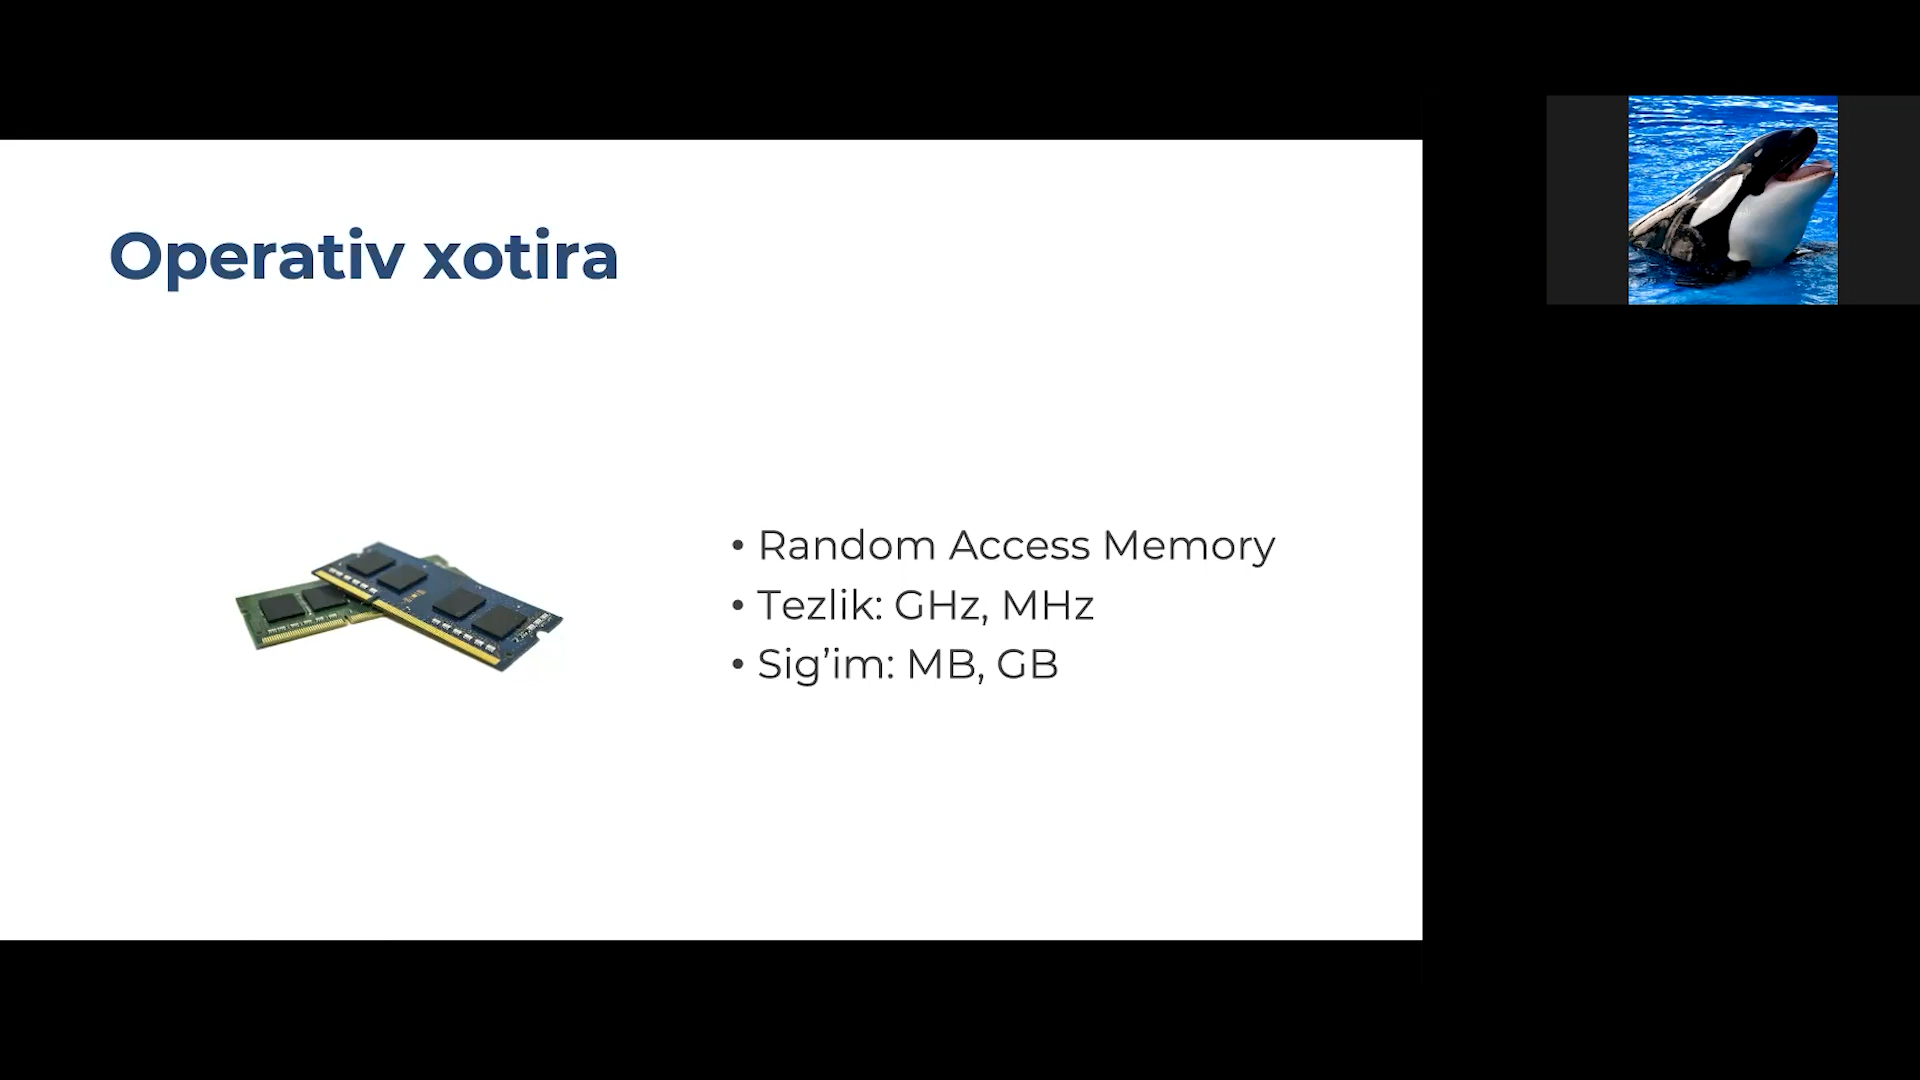 Operativ xotira
• Random Access Memory
• Tezlik: GHz, MHz
• Sig’im: MB, GB